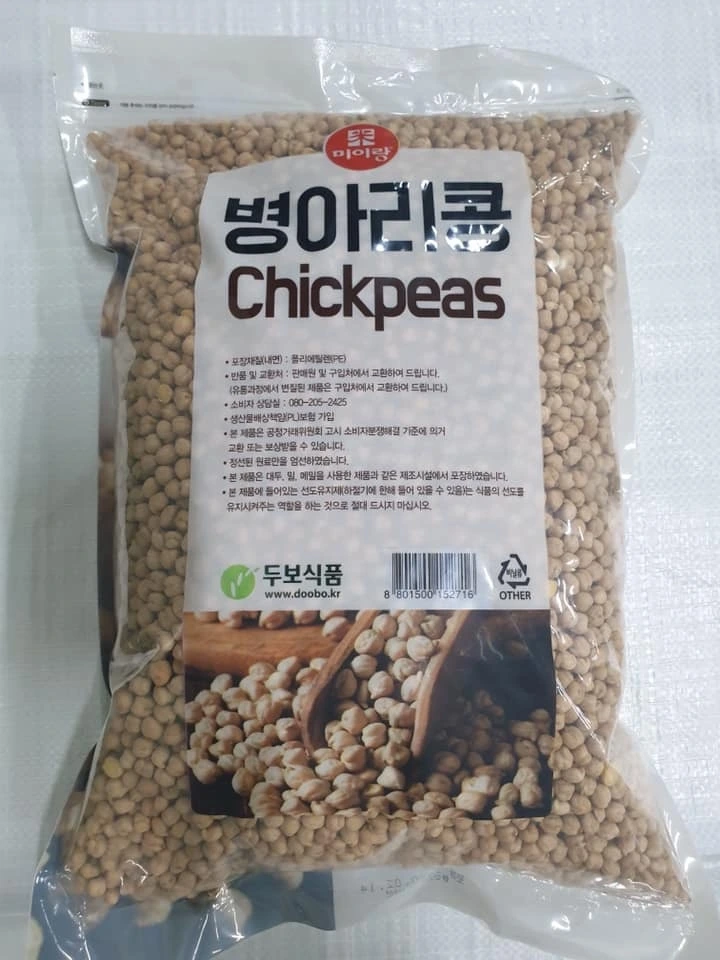 미이랑
병아리콩
Chickpeas
• 포장재질(내면) : 폴리에틸렌(PE)
• 반품 및 교환처 : 판매원 및 구입처에서 교환하여 드립니다.
(유통과정에서 변질된 제품은 구입처에서 교환하여 드립니다.)
• 소비자 상담실 : 080-205-2425
• 생산물배상책임(PL)보험 가입
• 본 제품은 공정거래위원회 고시 소비자분쟁해결 기준에 의거
교환 또는 보상받을 수 있습니다.
• 정선된 원료만을 엄선하였습니다.
• 본 제품은 대두, 밀, 메밀을 사용한 제품과 같은 제조시설에서 포장하였습니다.
• 본 제품에 들어있는 선도유지제(하절기에 한해 들어 있을 수 있음)는 식품의 선도를
유지시켜주는 역할을 하는 것으로 절대 드시지 마십시오.
두보식품
www.doobo.kr
8 801500 152716
비닐류
OTHER